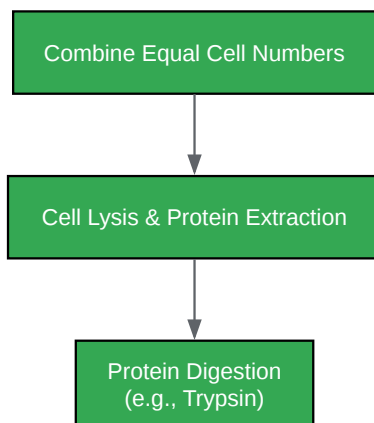 Combine Equal Cell Numbers
Cell Lysis & Protein Extraction
Protein Digestion
(e.g., Trypsin)